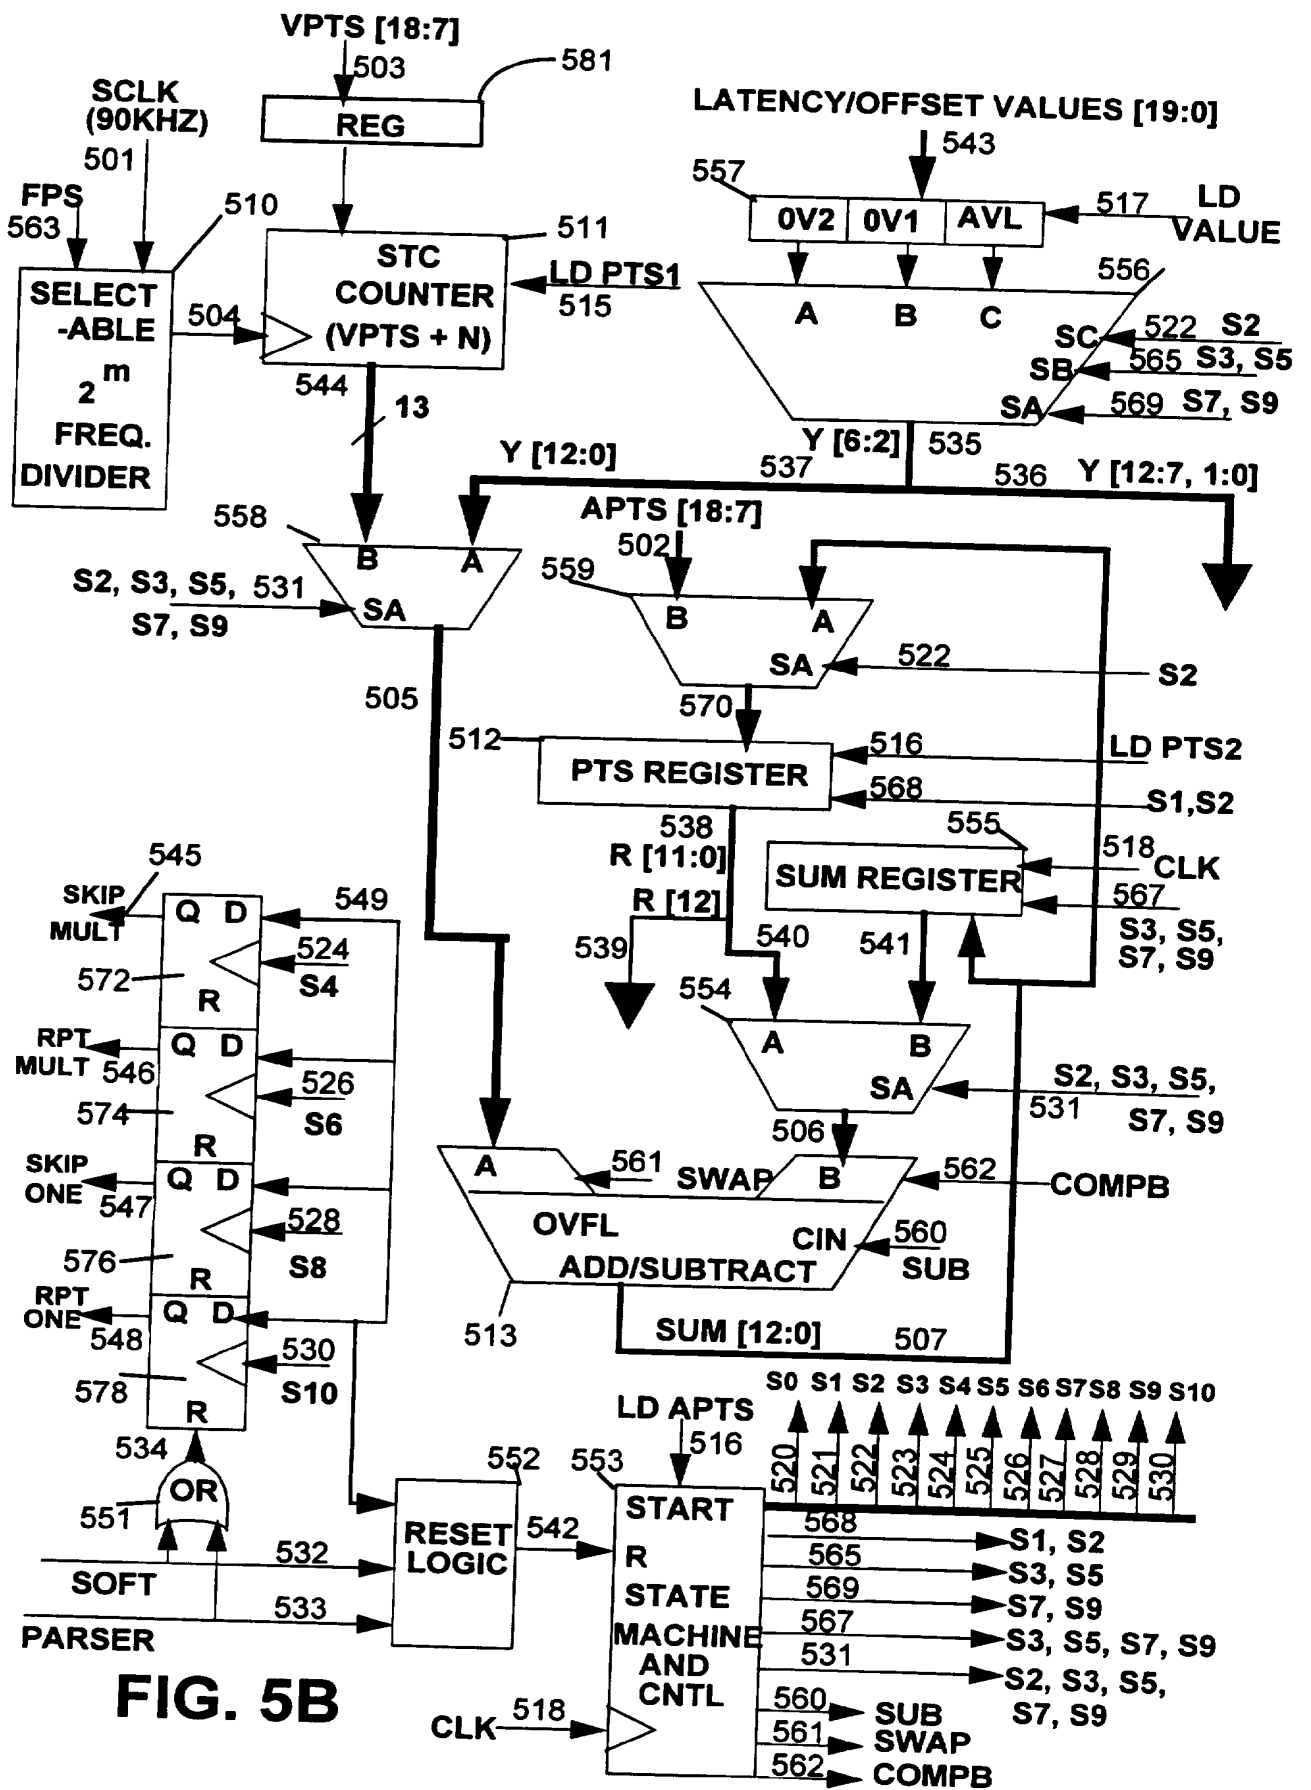 VPTS [18:7]
503
581
SCLK
(90KHZ)
501
REG
LATENCY/OFFSET VALUES [19:0]
543
557
0V2 0V1 AVL
517
LD
VALUE
FPS
563
510
511
STC
COUNTER
(VPTS + N)
LD PTS1
515
556
SELECT
-ABLE
2 m
FREQ.
DIVIDER
504
544
13
A B C
SC
522 S2
SB
565 S3, S5
SA
569 S7, S9
Y [6:2] 535
Y [12:0]
537
536
Y [12:7, 1:0]
APTS [18:7]
502
558
B A
SA
S2, S3, S5, 531
S7, S9
559
B A
SA
522
S2
505
570
512
PTS REGISTER
516
LD PTS2
568
S1,S2
538
R [11:0]
R [12]
539
540
555
SUM REGISTER
518
CLK
567
S3, S5,
S7, S9
541
554
A B
SA
S2, S3, S5,
531
S7, S9
506
545
SKIP
MULT
Q D
549
524
S4
572
R
RPT
MULT
546
Q D
526
S6
574
R
SKIP
ONE
547
Q D
528
S8
576
R
RPT
ONE
548
Q D
530
S10
578
R
A
561
SWAP
B
562
COMPB
OVFL
CIN
560
SUB
ADD/SUBTRACT
513
SUM [12:0]
507
534
OR
551
SOFT
532
PARSER
533
552
RESET
LOGIC
542
LD APTS
516
553
START
R
STATE
MACHINE
AND
CNTL
CLK
518
S0 S1 S2 S3 S4 S5 S6 S7 S8 S9 S10
520 521 522 523 524 525 526 527 528 529 530
568
S1, S2
565
S3, S5
569
S7, S9
567
S3, S5, S7, S9
531
S2, S3, S5,
S7, S9
560
SUB
561
SWAP
562
COMPB
FIG. 5B